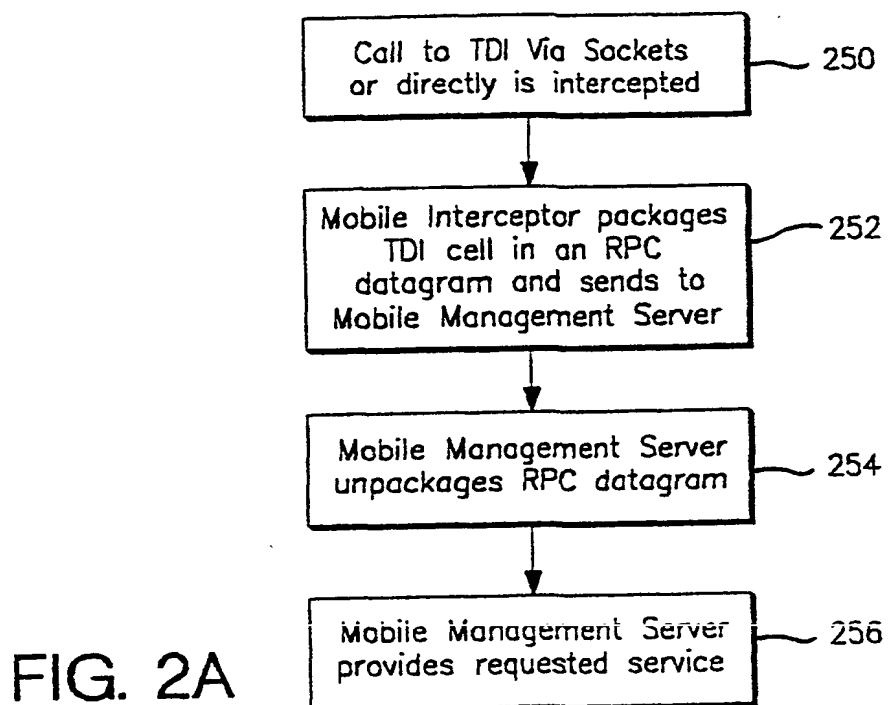 Call to TDI Via Sockets
or directly is intercepted
250
Mobile Interceptor packages
TDI cell in an RPC
datagram and sends to
Mobile Management Server
252
Mobile Management Server
unpackages RPC datagram
254
Mobile Management Server
provides requested service
256
FIG. 2A